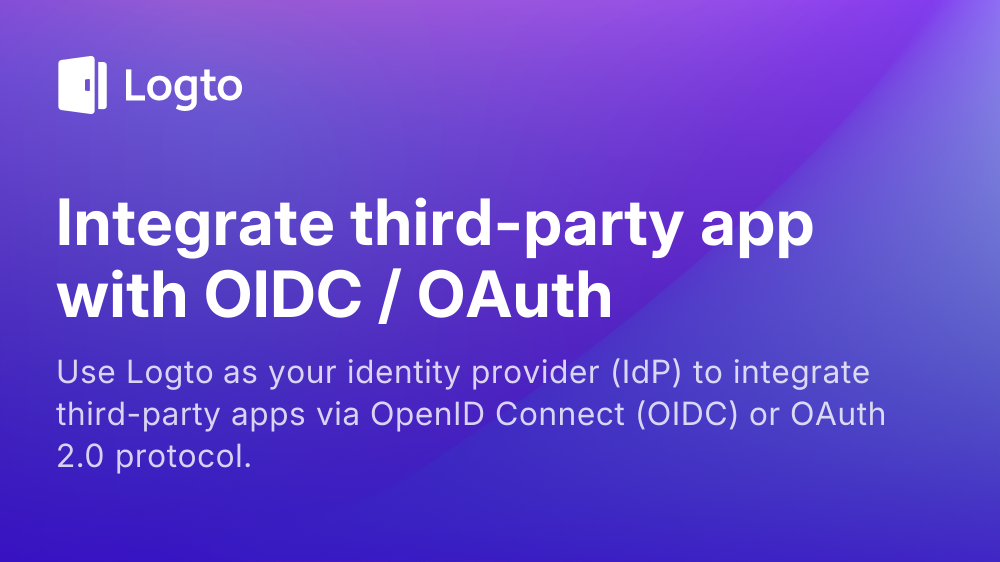 Logto
Integrate third-party app
with OIDC / OAuth
Use Logto as your identity provider (IdP) to integrate
third-party apps via OpenID Connect (OIDC) or OAuth
2.0 protocol.